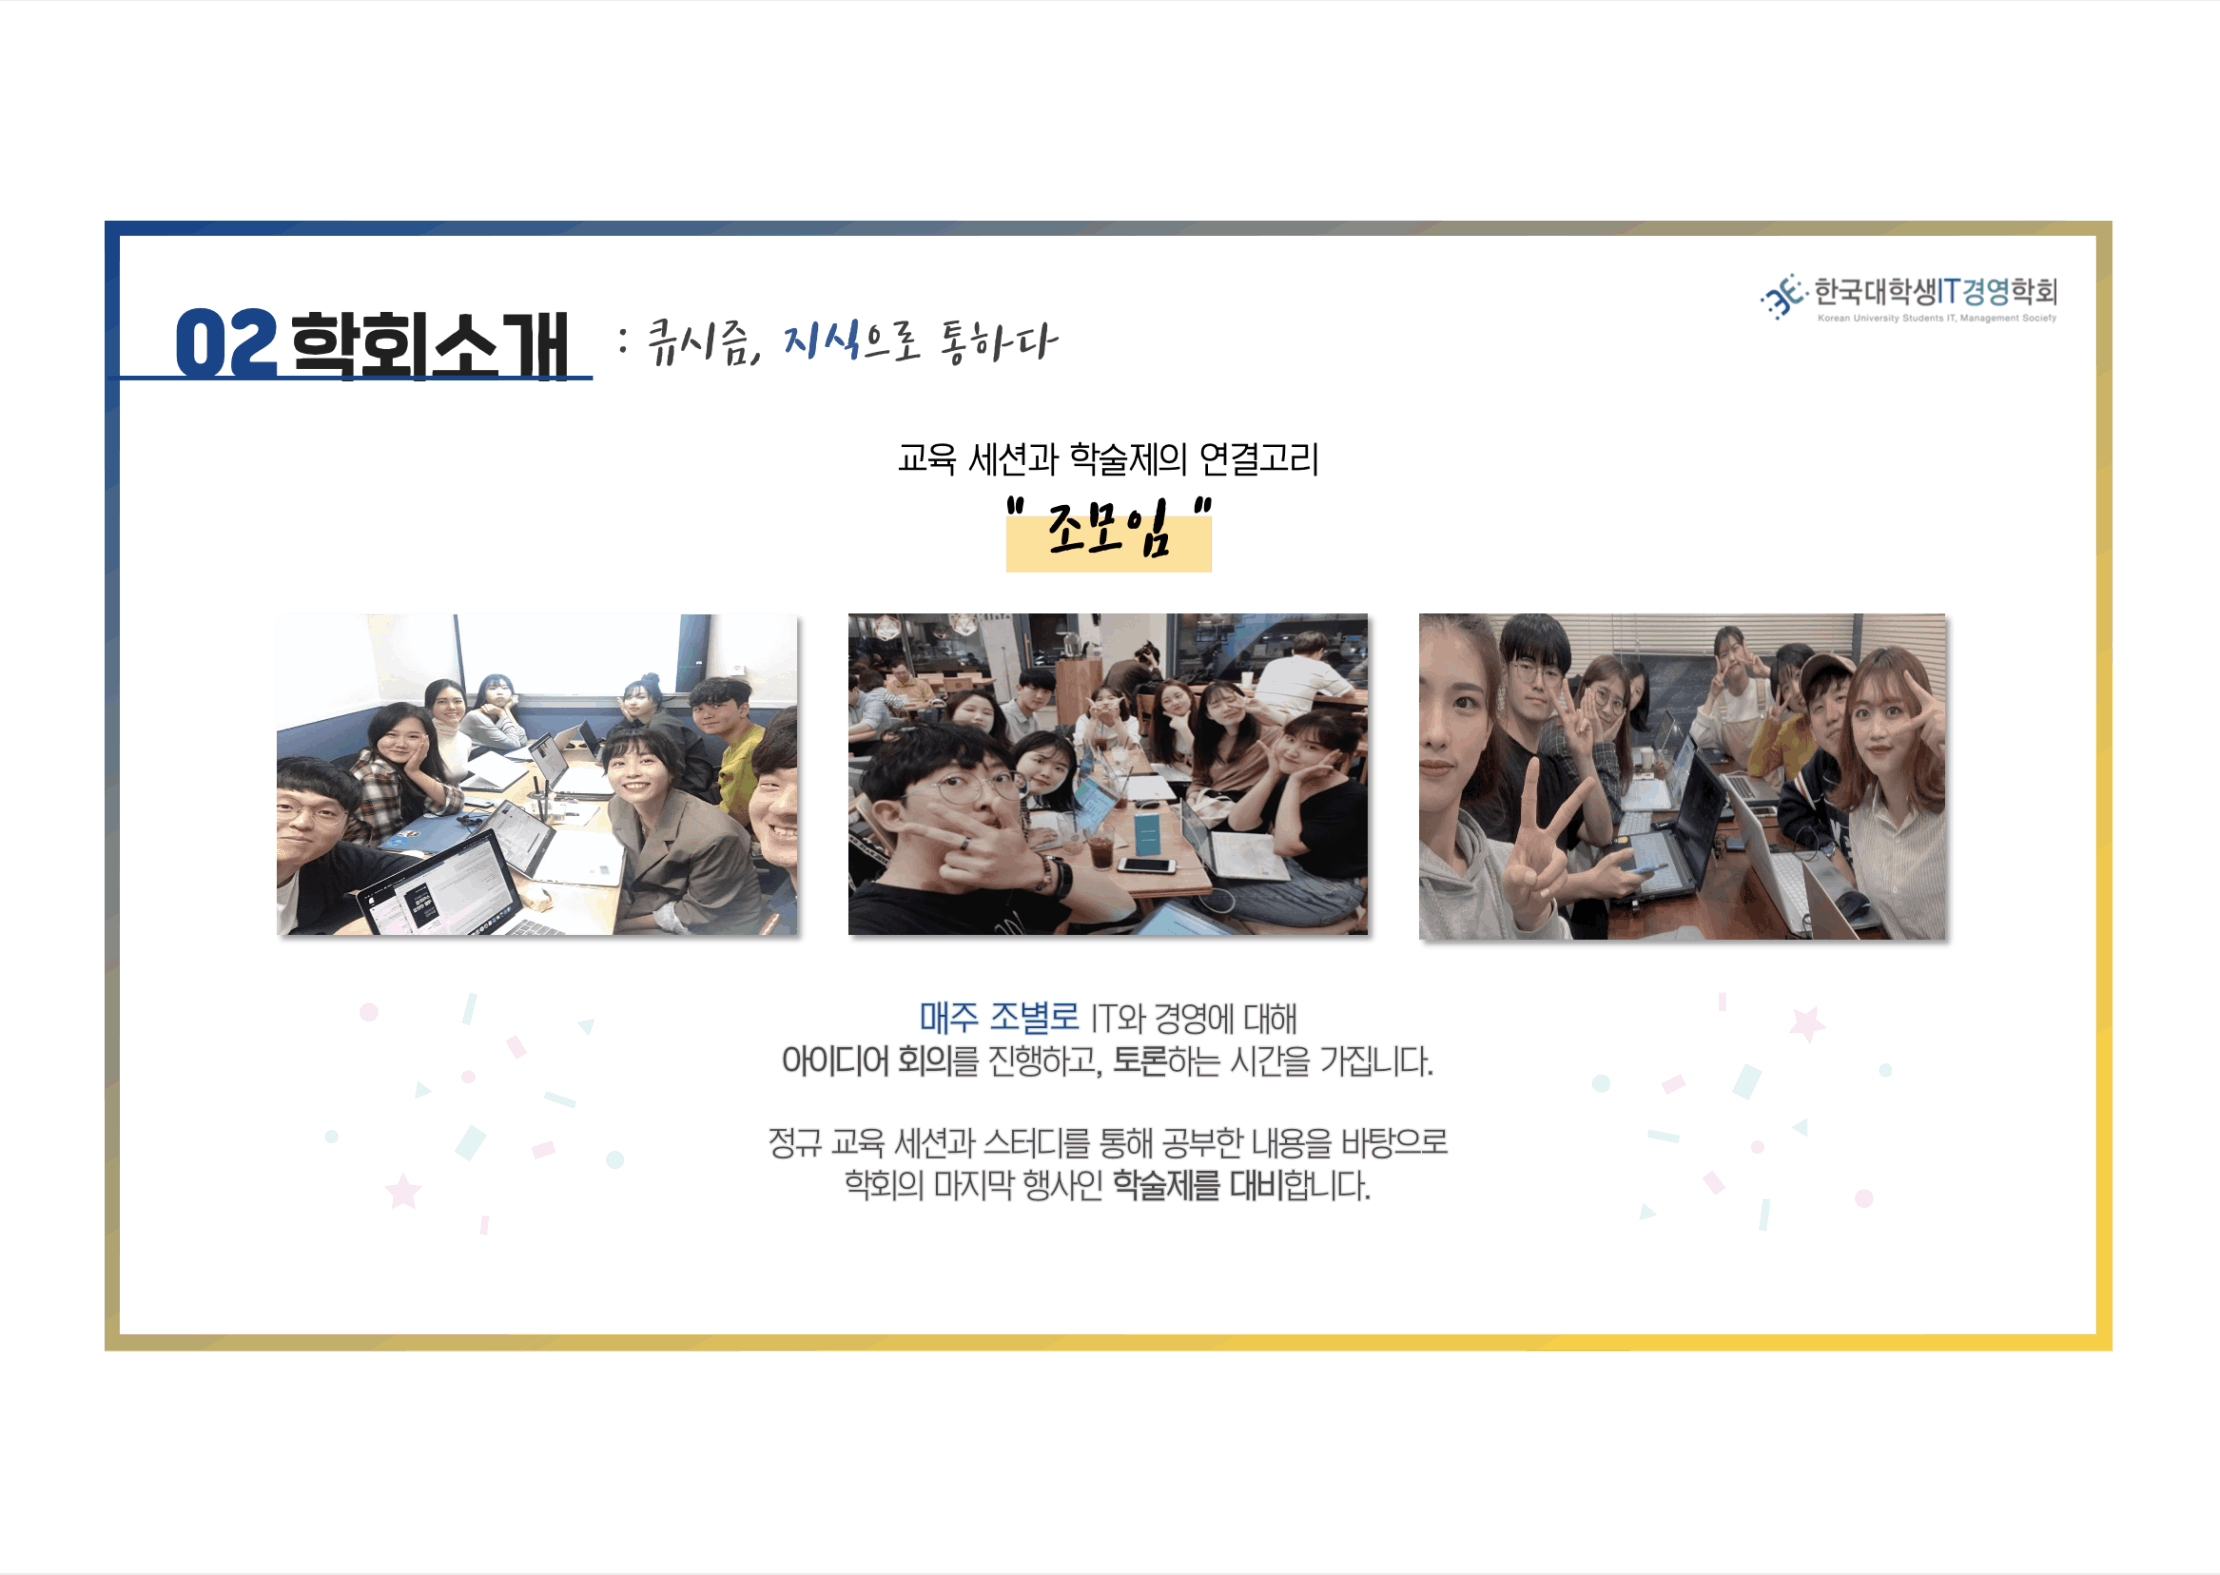 02 학회소개 : 큐시즘, 지식으로 통하다
한국대학생IT경영학회
Korean University Students IT, Management Society
교육 세션과 학술제의 연결고리
" 조모임 "
매주 조별로 IT와 경영에 대해
아이디어 회의를 진행하고, 토론하는 시간을 가집니다.
정규 교육 세션과 스터디를 통해 공부한 내용을 바탕으로
학회의 마지막 행사인 학술제를 대비합니다.